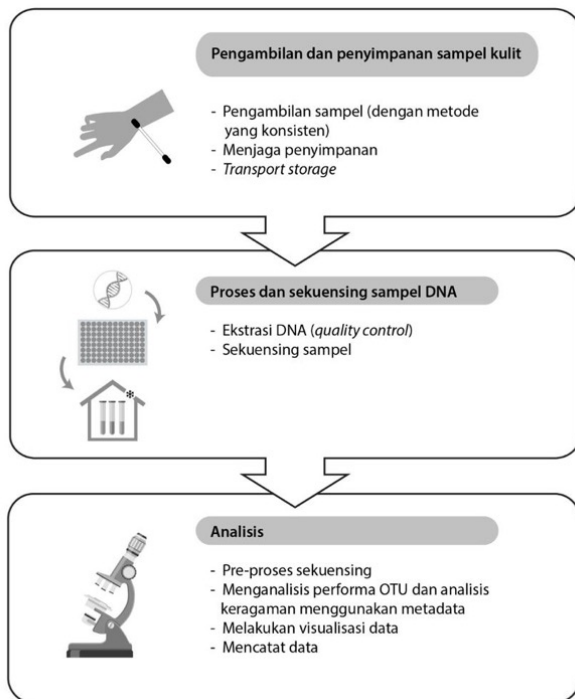 Pengambilan dan penyimpanan sampel kulit
- Pengambilan sampel (dengan metode
yang konsisten)
- Menjaga penyimpanan
- Transport storage
Proses dan sekuensing sampel DNA
- Ekstrasi DNA (quality control)
- Sekuensing sampel
Analisis
- Pre-proses sekuensing
- Menganalisis performa OTU dan analisis
keragaman menggunakan metadata
- Melakukan visualisasi data
- Mencatat data